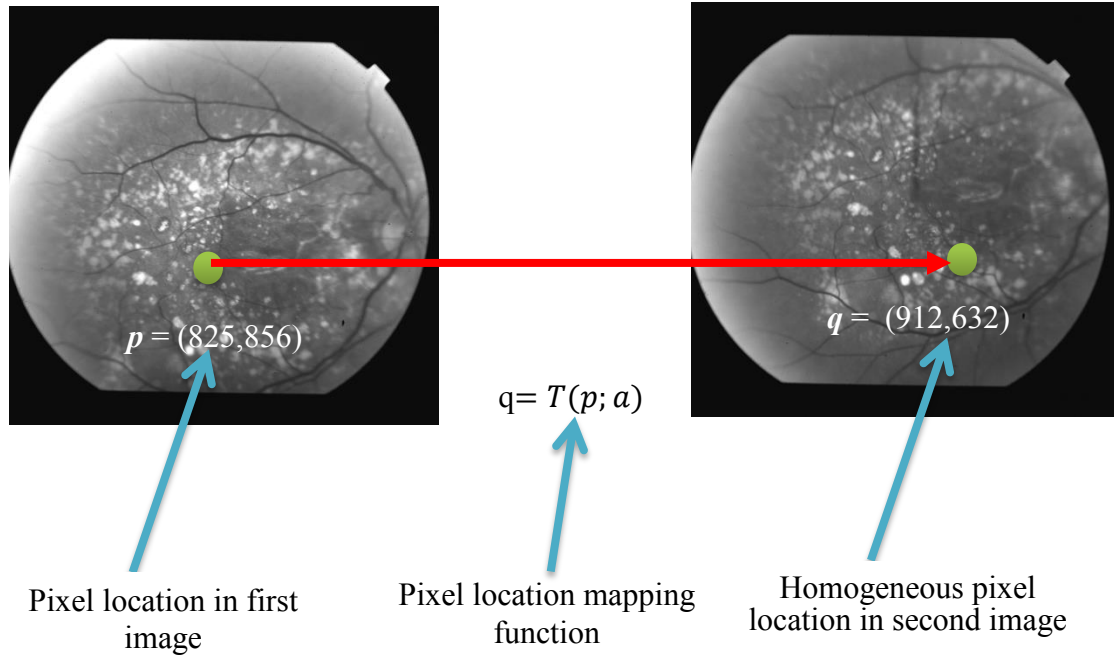 p = (825,856)
q = (912,632)
q= T(p; a)
Pixel location in first
image
Pixel location mapping
function
Homogeneous pixel
location in second image